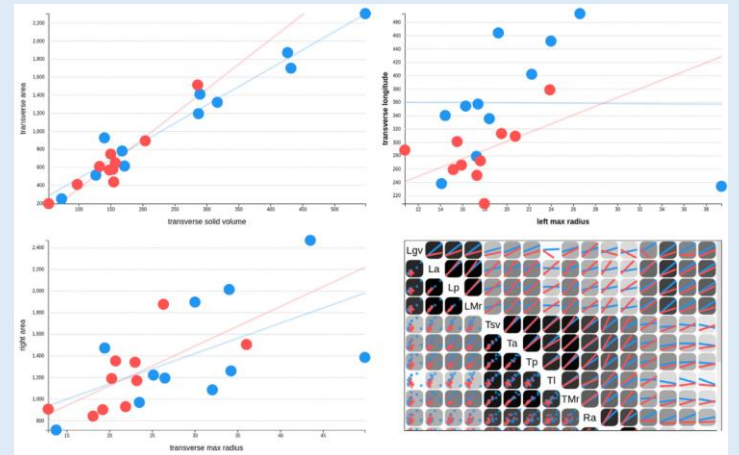 2,200
2,000
1,800
1,600
1,400
1,200
1,000
800
600
400
200
transverse area
100 150 200 250 300 350 400 450 500
transverse solid volume
480
460
440
420
400
380
360
340
320
300
280
260
240
220
transverse longitude
12 14 16 18 20 22 24 26 28 30 32 34 36 38
left max radius
2,400
2,200
2,000
1,800
1,600
1,400
1,200
1,000
800
right area
15 20 25 30 35 40 45
transverse max radius
Lgv
La
Lp
LMr
Tsv
Ta
Tp
Tl
TMr
Ra